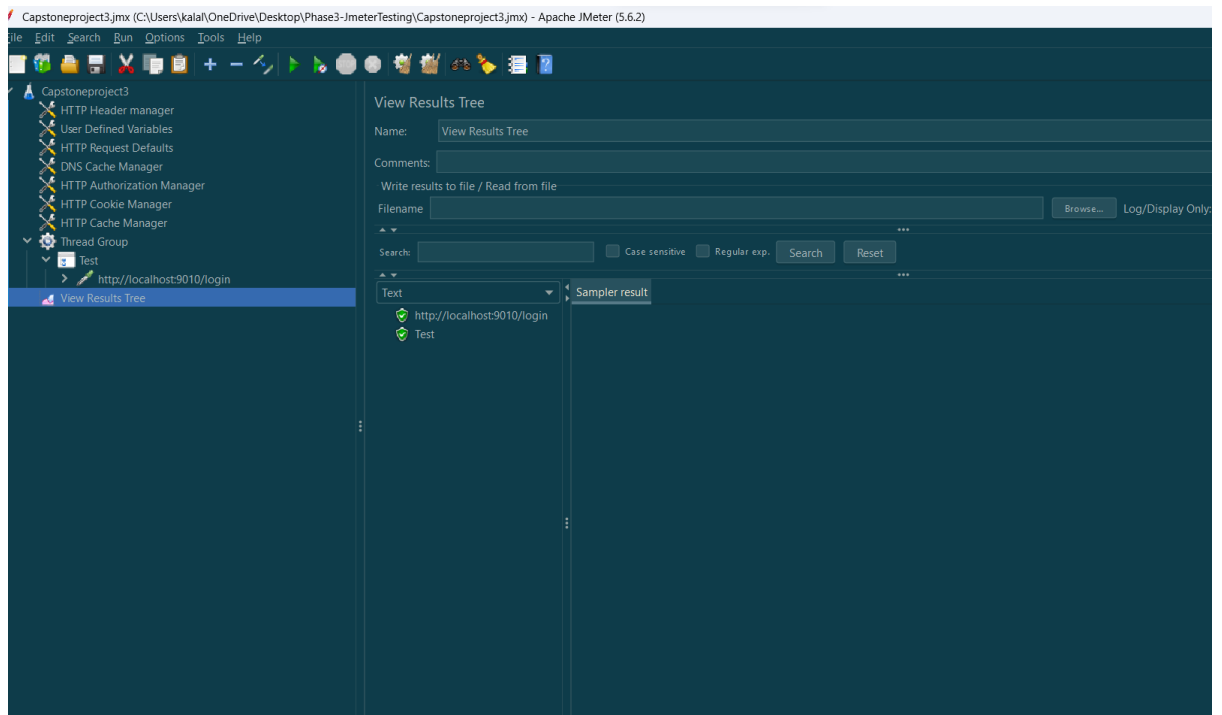 Capstoneproject3.jmx (C:\Users\kalal\OneDrive\Desktop\Phase3-JmeterTesting\Capstoneproject3.jmx) - Apache JMeter (5.6.2)
File Edit Search Run Options Tools Help
Capstoneproject3
HTTP Header manager
User Defined Variables
HTTP Request Defaults
DNS Cache Manager
HTTP Authorization Manager
HTTP Cookie Manager
HTTP Cache Manager
Thread Group
Test
http://localhost:9010/login
View Results Tree
View Results Tree
Name: View Results Tree
Comments:
Write results to file / Read from file
Filename Browse... Log/Display Only:
Search: Case sensitive Regular exp. Search Reset
Text Sampler result
http://localhost:9010/login
Test